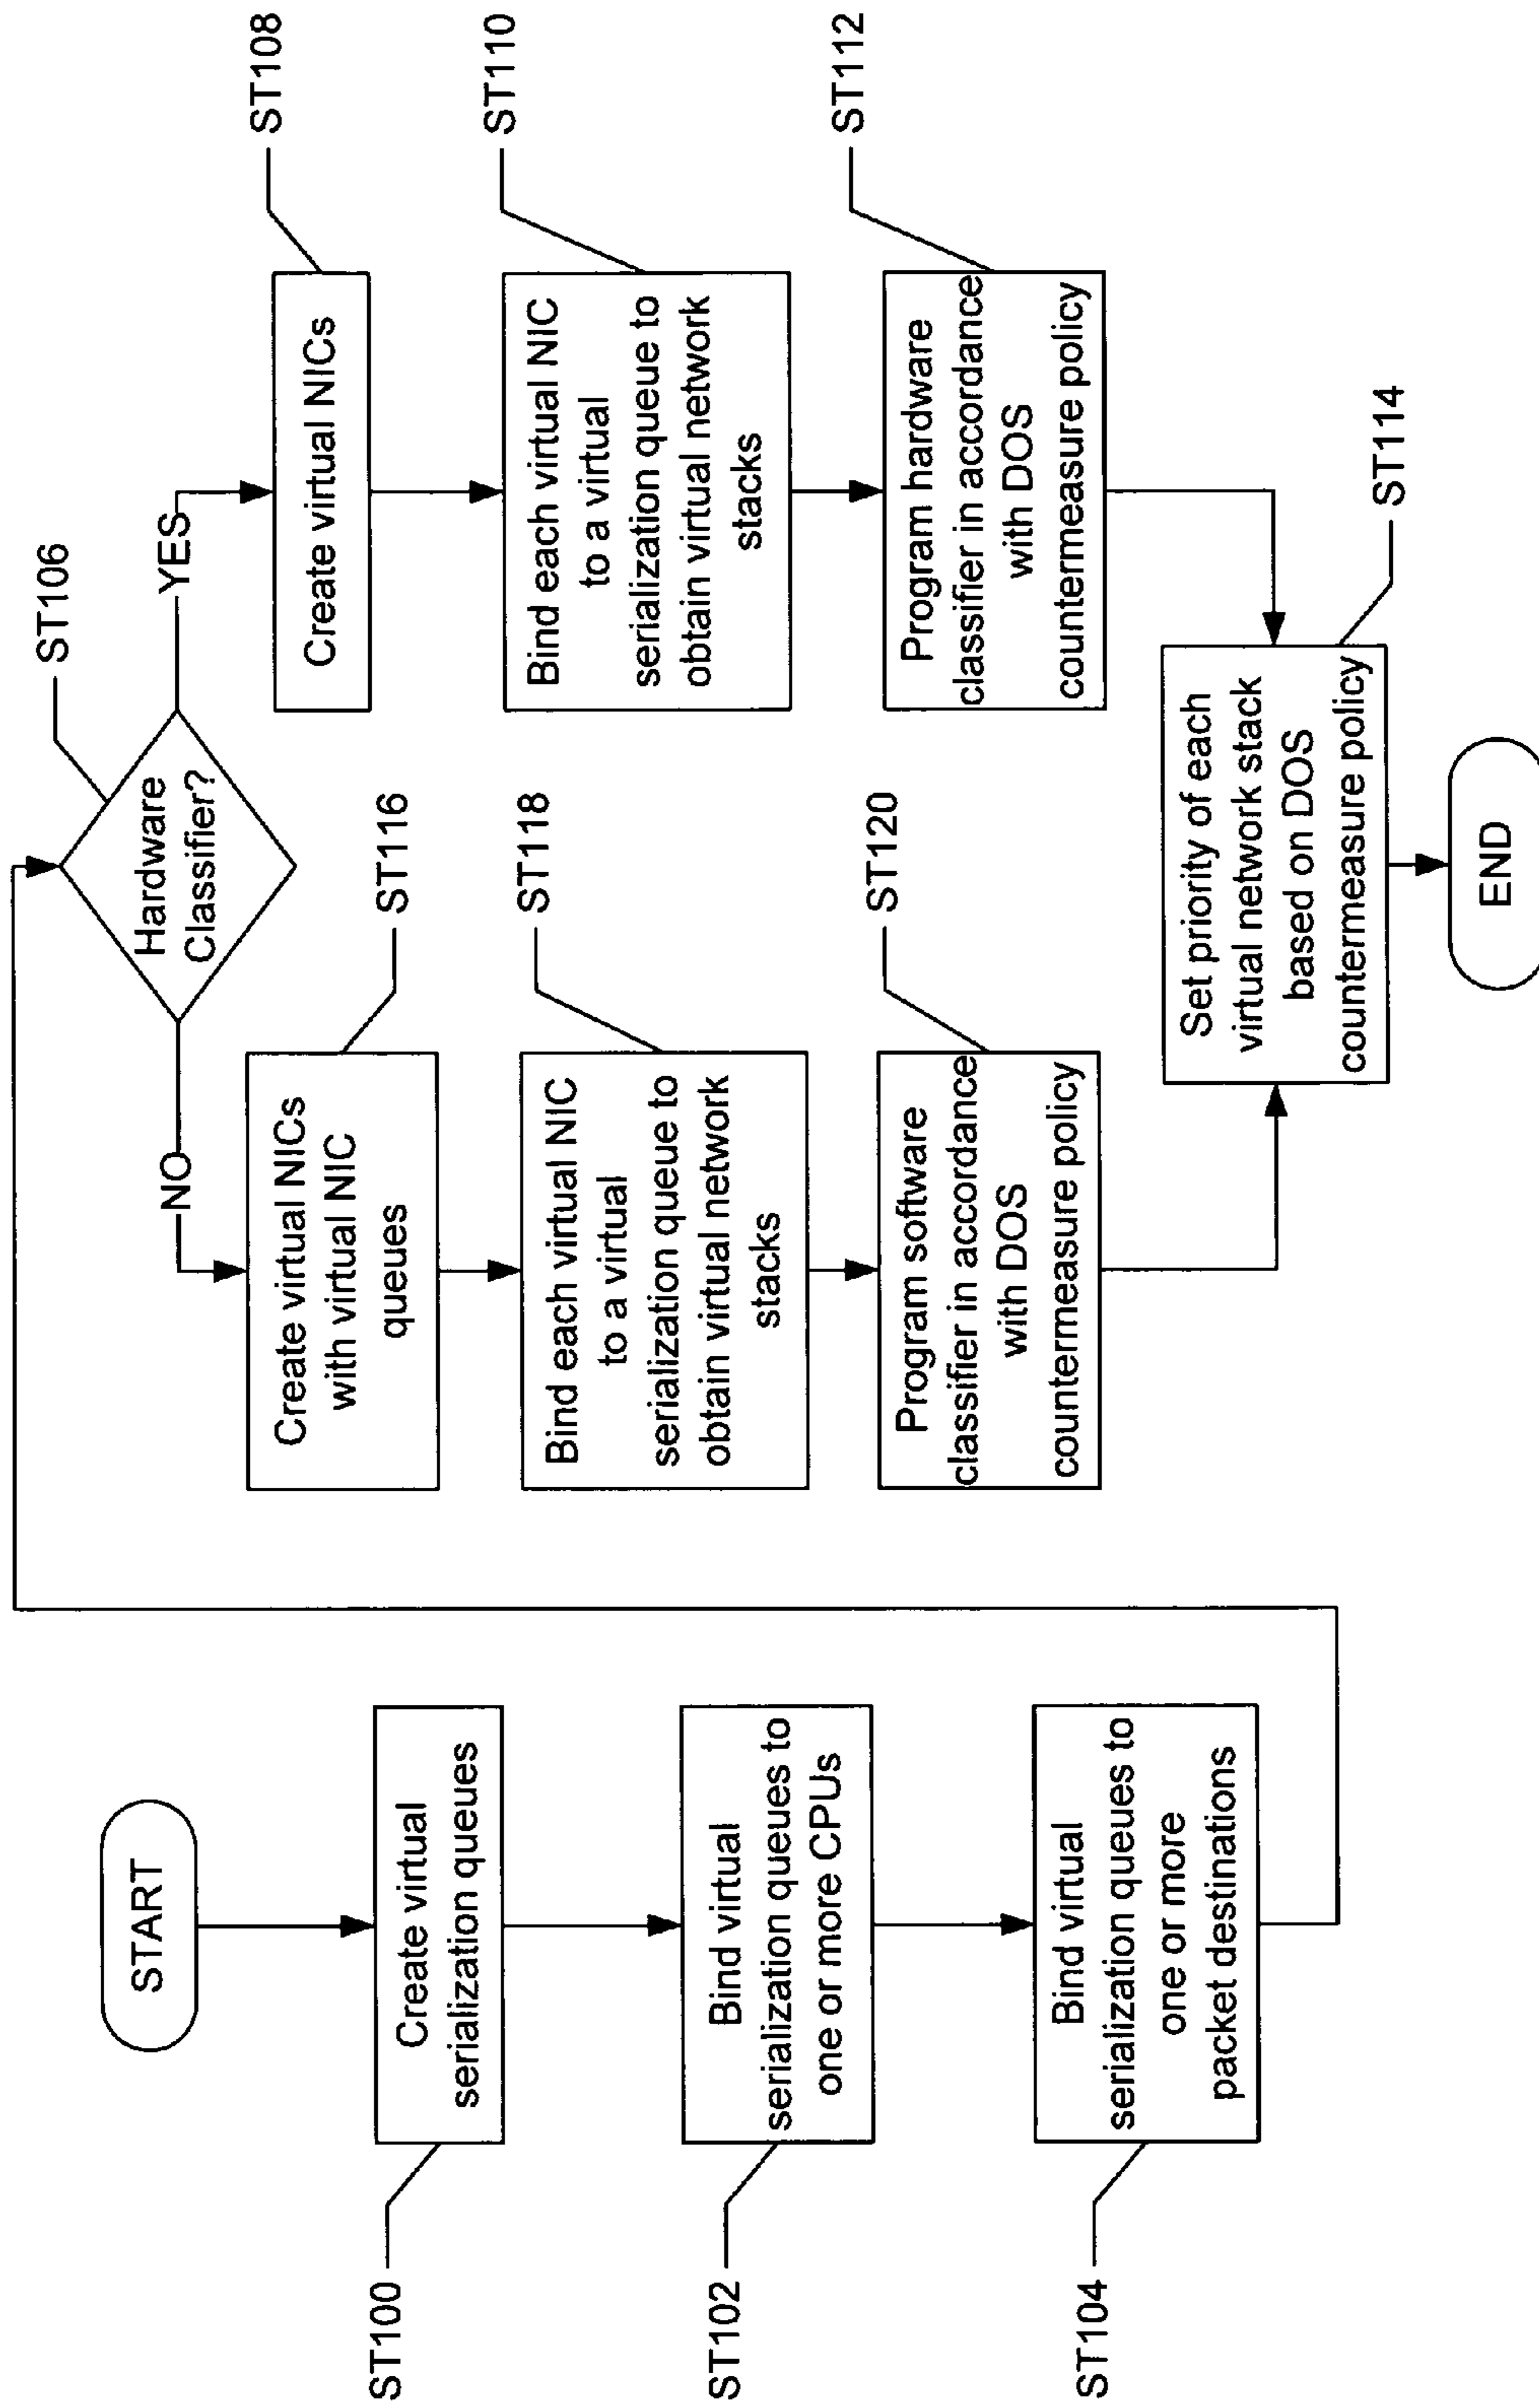 START
Create virtual
serialization queues
ST100
Bind virtual
serialization queues to
one or more CPUs
ST102
Bind virtual
serialization queues to
one or more
packet destinations
ST104
Hardware
Classifier?
ST106
NO
YES
Create virtual NICs
with virtual NIC
queues
ST116
Bind each virtual NIC
to a virtual
serialization queue to
obtain virtual network
stacks
ST118
Program software
classifier in accordance
with DOS
countermeasure policy
ST120
Create virtual NICs
ST108
Bind each virtual NIC
to a virtual
serialization queue to
obtain virtual network
stacks
ST110
Program hardware
classifier in accordance
with DOS
countermeasure policy
ST112
Set priority of each
virtual network stack
based on DOS
countermeasure policy
ST114
END